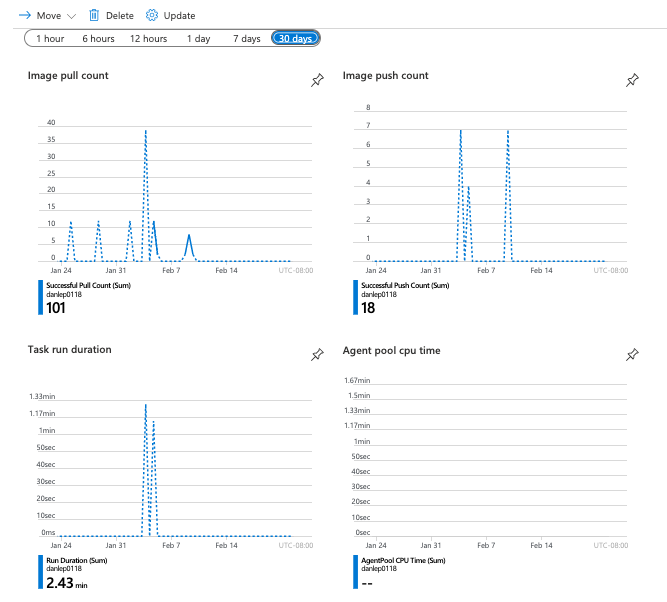 Move Delete Update
1 hour 6 hours 12 hours 1 day 7 days 30 days
Image pull count
40
35
30
25
20
15
10
5
0
Jan 24 Jan 31 Feb 7 Feb 14 UTC-08:00
Successful Pull Count (Sum)
danlep0118
101
Image push count
8
7
6
5
4
3
2
1
0
Jan 24 Jan 31 Feb 7 Feb 14 UTC-08:00
Successful Push Count (Sum)
danlep0118
18
Task run duration
1.33min
1.17min
1min
50sec
40sec
30sec
20sec
10sec
0ms
Jan 24 Jan 31 Feb 7 Feb 14 UTC-08:00
Run Duration (Sum)
danlep0118
2.43 min
Agent pool cpu time
1.67min
1.5min
1.33min
1.17min
1min
50sec
40sec
30sec
20sec
10sec
0sec
Jan 24 Jan 31 Feb 7 Feb 14 UTC-08:00
AgentPool CPU Time (Sum)
danlep0118
--